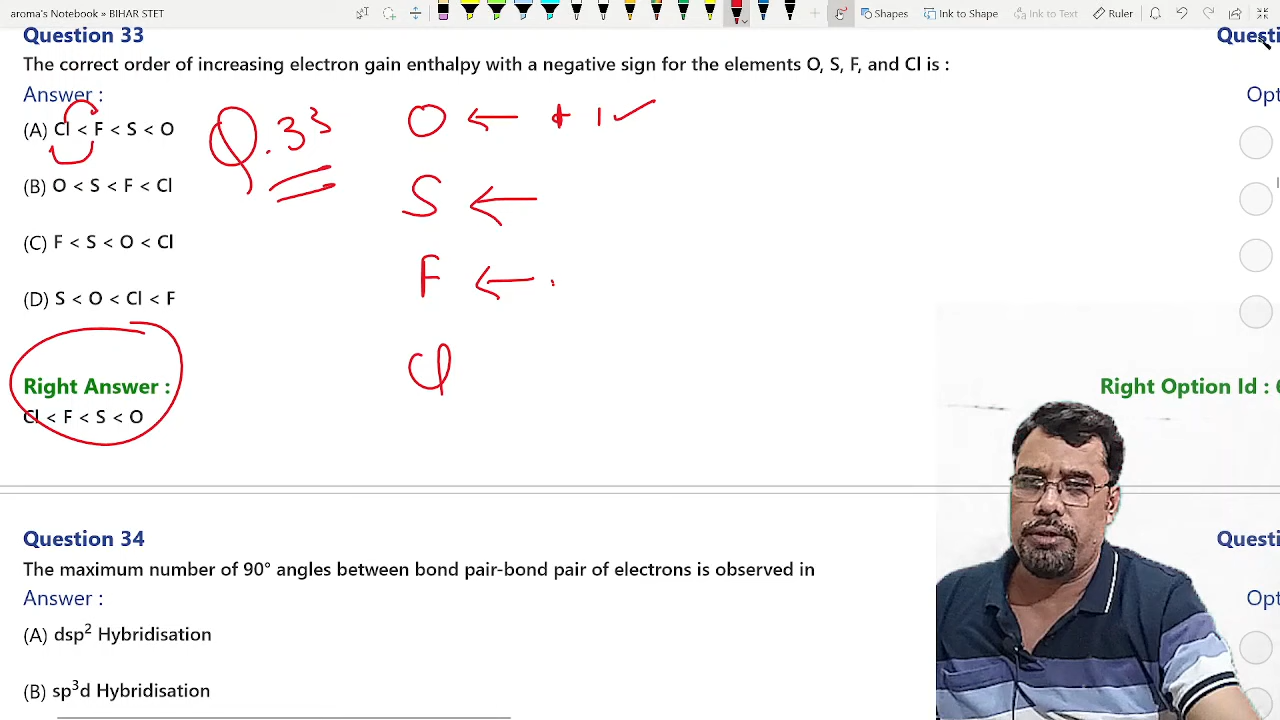 aroma's Notebook » BIHAR STET
Shapes
Ink to Shape
Ink to Text
Ruler
Question 33
Questi
The correct order of increasing electron gain enthalpy with a negative sign for the elements O, S, F, and Cl is :
Answer :
Opt
(A) Cl < F < S < O
Q.33
O ← + 1 ✓
(B) O < S < F < Cl
S ←
(C) F < S < O < Cl
F ←
(D) S < O < Cl < F
Cl
Right Answer :
Right Option Id : 6
Cl < F < S < O
Question 34
Questi
The maximum number of 90° angles between bond pair-bond pair of electrons is observed in
Answer :
Opt
(A) dsp² Hybridisation
(B) sp³d Hybridisation